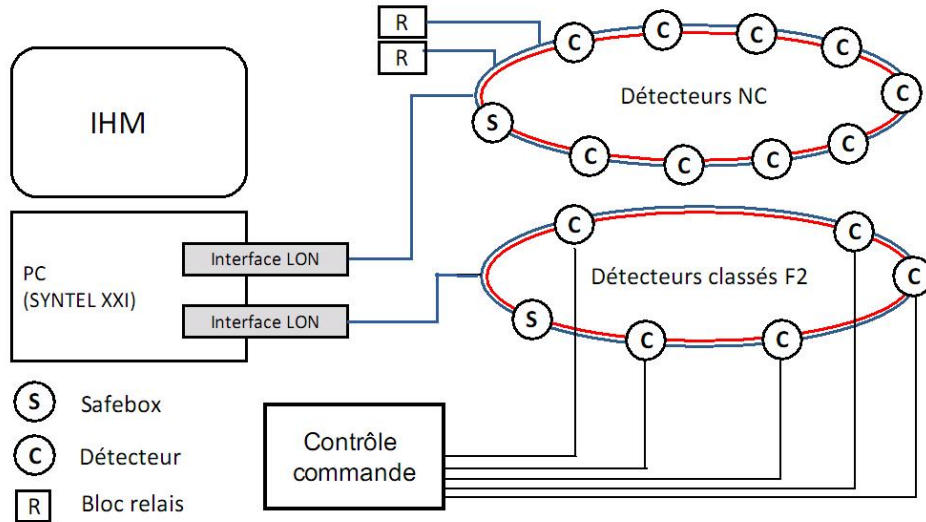 R
R
C
C
C
C
C
IHM
Détecteurs NC
S
C
C
C
C
C
C
PC
(SYNTEL XXI)
Interface LON
Détecteurs classés F2
C
Interface LON
S
C
C
S Safebox
C Détecteur
R Bloc relais
Contrôle
commande